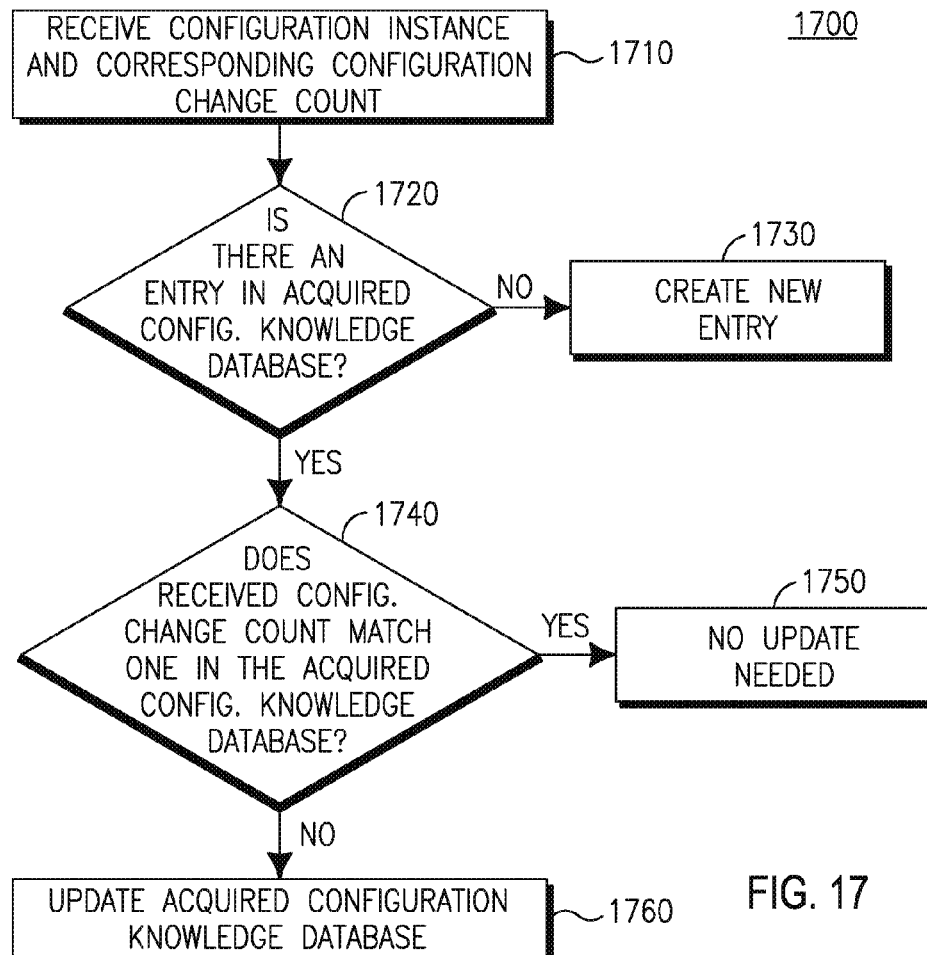 1700
RECEIVE CONFIGURATION INSTANCE
AND CORRESPONDING CONFIGURATION
CHANGE COUNT
1710
1720
IS
THERE AN
ENTRY IN ACQUIRED
CONFIG. KNOWLEDGE
DATABASE?
NO
1730
CREATE NEW
ENTRY
YES
1740
DOES
RECEIVED CONFIG.
CHANGE COUNT MATCH
ONE IN THE ACQUIRED
CONFIG. KNOWLEDGE
DATABASE?
YES
1750
NO UPDATE
NEEDED
NO
UPDATE ACQUIRED CONFIGURATION
KNOWLEDGE DATABASE
1760
FIG. 17